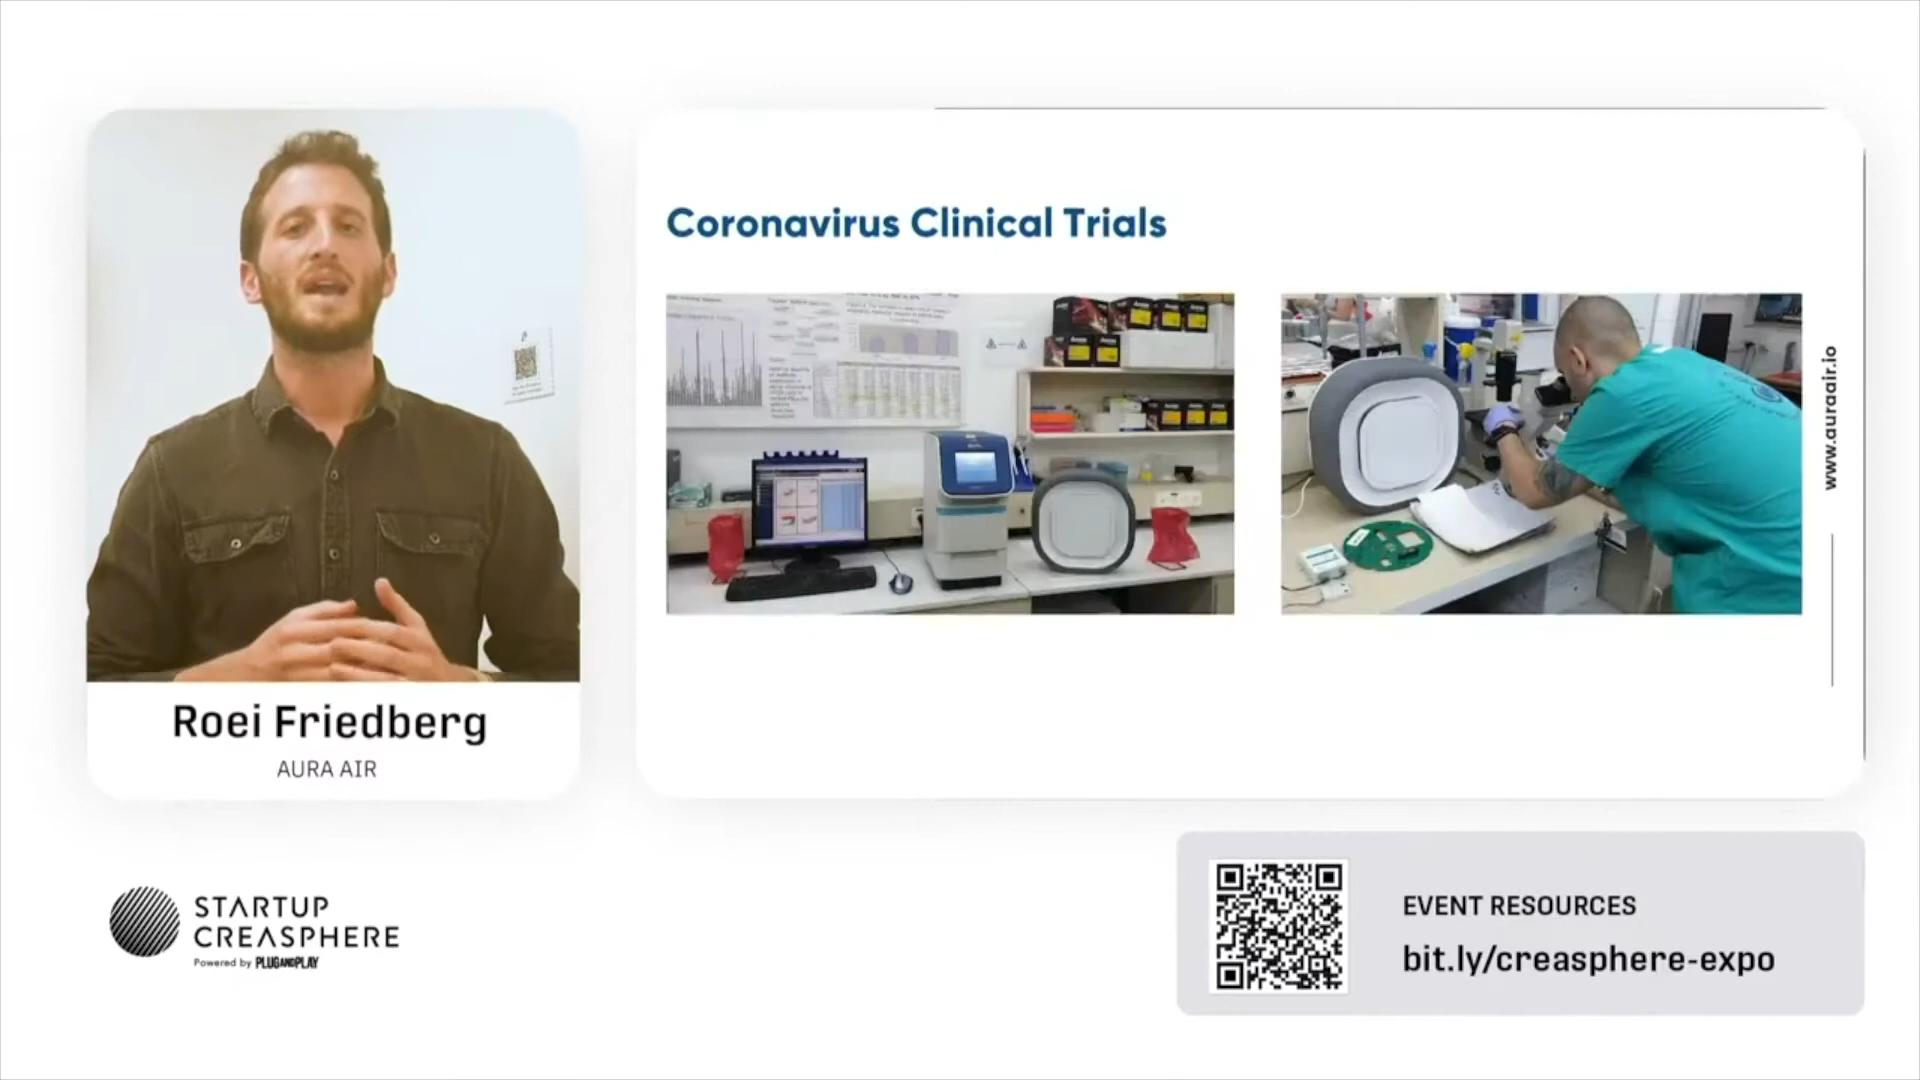 Coronavirus Clinical Trials
www.auraair.io
Roei Friedberg
AURA AIR
STARTUP
CREASPHERE
Powered by PLUGANDPLAY
EVENT RESOURCES
bit.ly/creasphere-expo